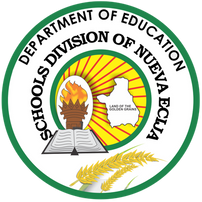 DEPARTMENT OF EDUCATION
SCHOOLS DIVISION OF NUEVA ECIJA
LAND OF THE
GOLDEN GRAINS